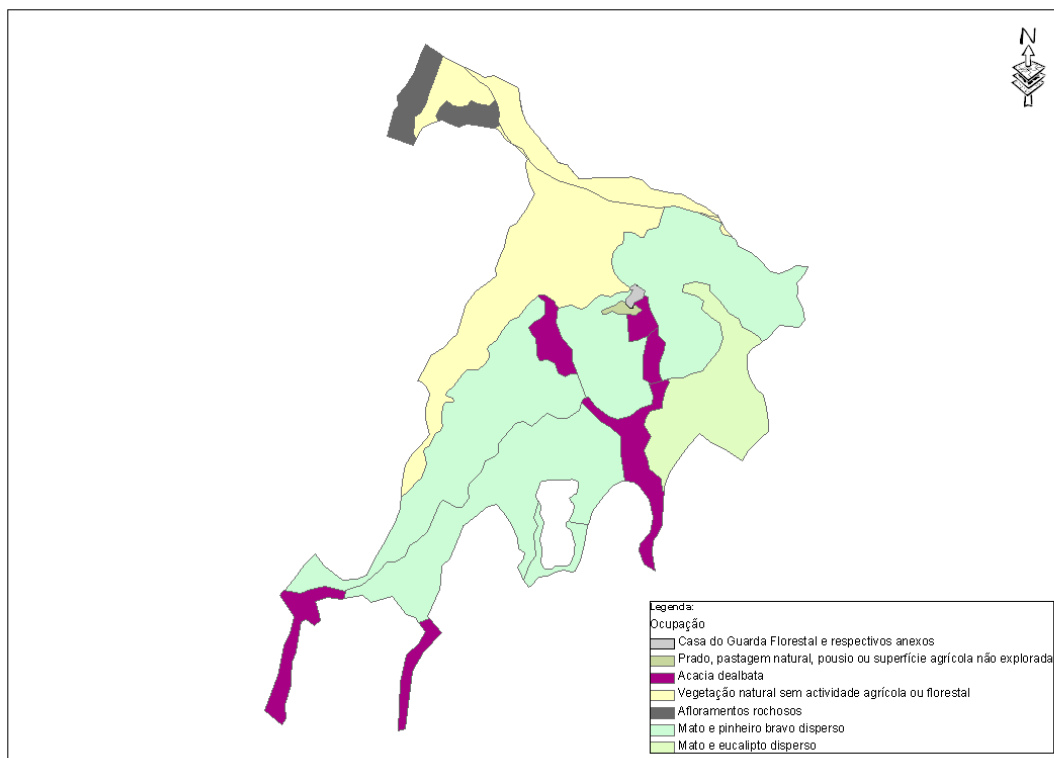 N
Legenda:
Ocupação
Casa do Guarda Florestal e respectivos anexos
Prado, pastagem natural, pousio ou superfície agrícola não explorada
Acacia dealbata
Vegetação natural sem actividade agrícola ou florestal
Afloramentos rochosos
Mato e pinheiro bravo disperso
Mato e eucalipto disperso